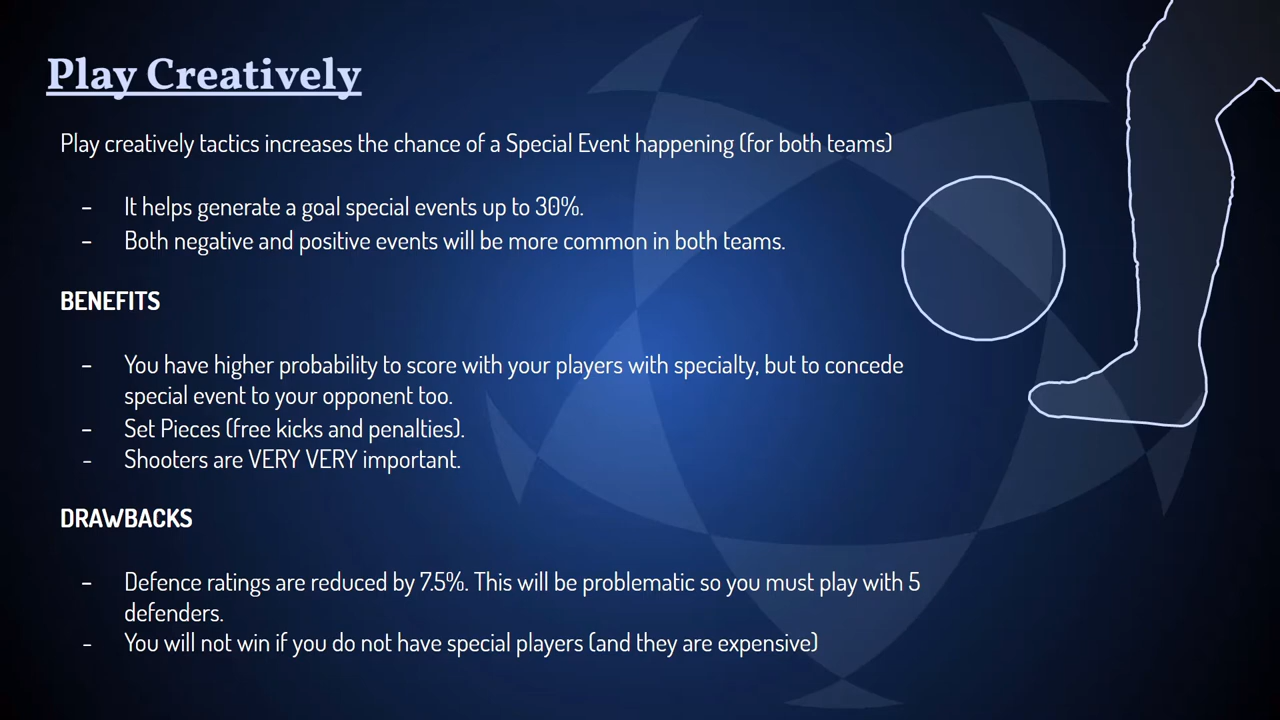 Play Creatively
Play creatively tactics increases the chance of a Special Event happening (for both teams)
- It helps generate a goal special events up to 30%.
- Both negative and positive events will be more common in both teams.
BENEFITS
- You have higher probability to score with your players with specialty, but to concede
special event to your opponent too.
- Set Pieces (free kicks and penalties).
- Shooters are VERY VERY important.
DRAWBACKS
- Defence ratings are reduced by 7.5%. This will be problematic so you must play with 5
defenders.
- You will not win if you do not have special players (and they are expensive)